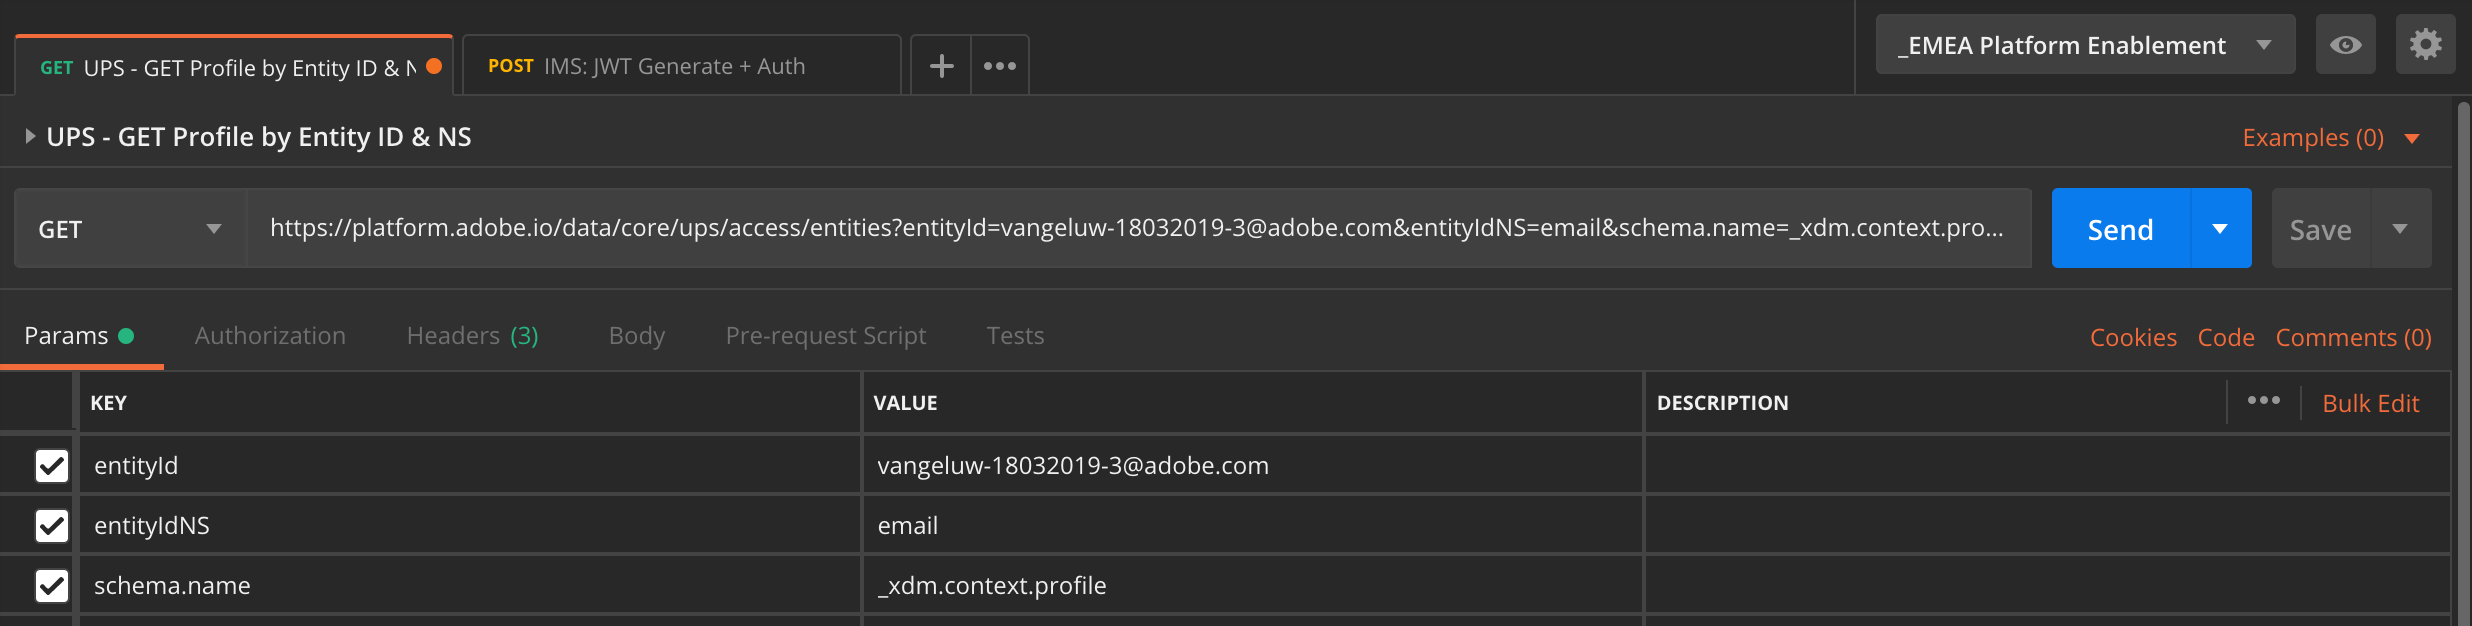 GET UPS - GET Profile by Entity ID & N
POST IMS: JWT Generate + Auth
_EMEA Platform Enablement
UPS - GET Profile by Entity ID & NS
Examples (0)
GET
https://platform.adobe.io/data/core/ups/access/entities?entityId=vangeluw-18032019-3@adobe.com&entityIdNS=email&schema.name=_xdm.context.pro...
Send
Save
Params
Authorization
Headers (3)
Body
Pre-request Script
Tests
Cookies
Code
Comments (0)
KEY
VALUE
DESCRIPTION
Bulk Edit
entityId
vangeluw-18032019-3@adobe.com
entityIdNS
email
schema.name
_xdm.context.profile